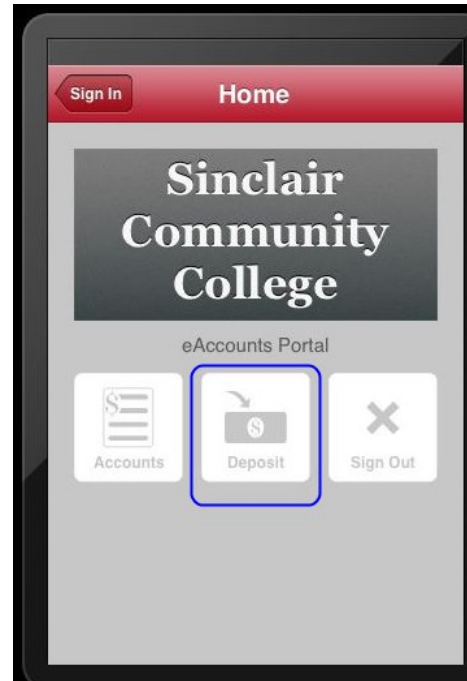 Sign In Home
Sinclair
Community
College
eAccounts Portal
Accounts Deposit Sign Out